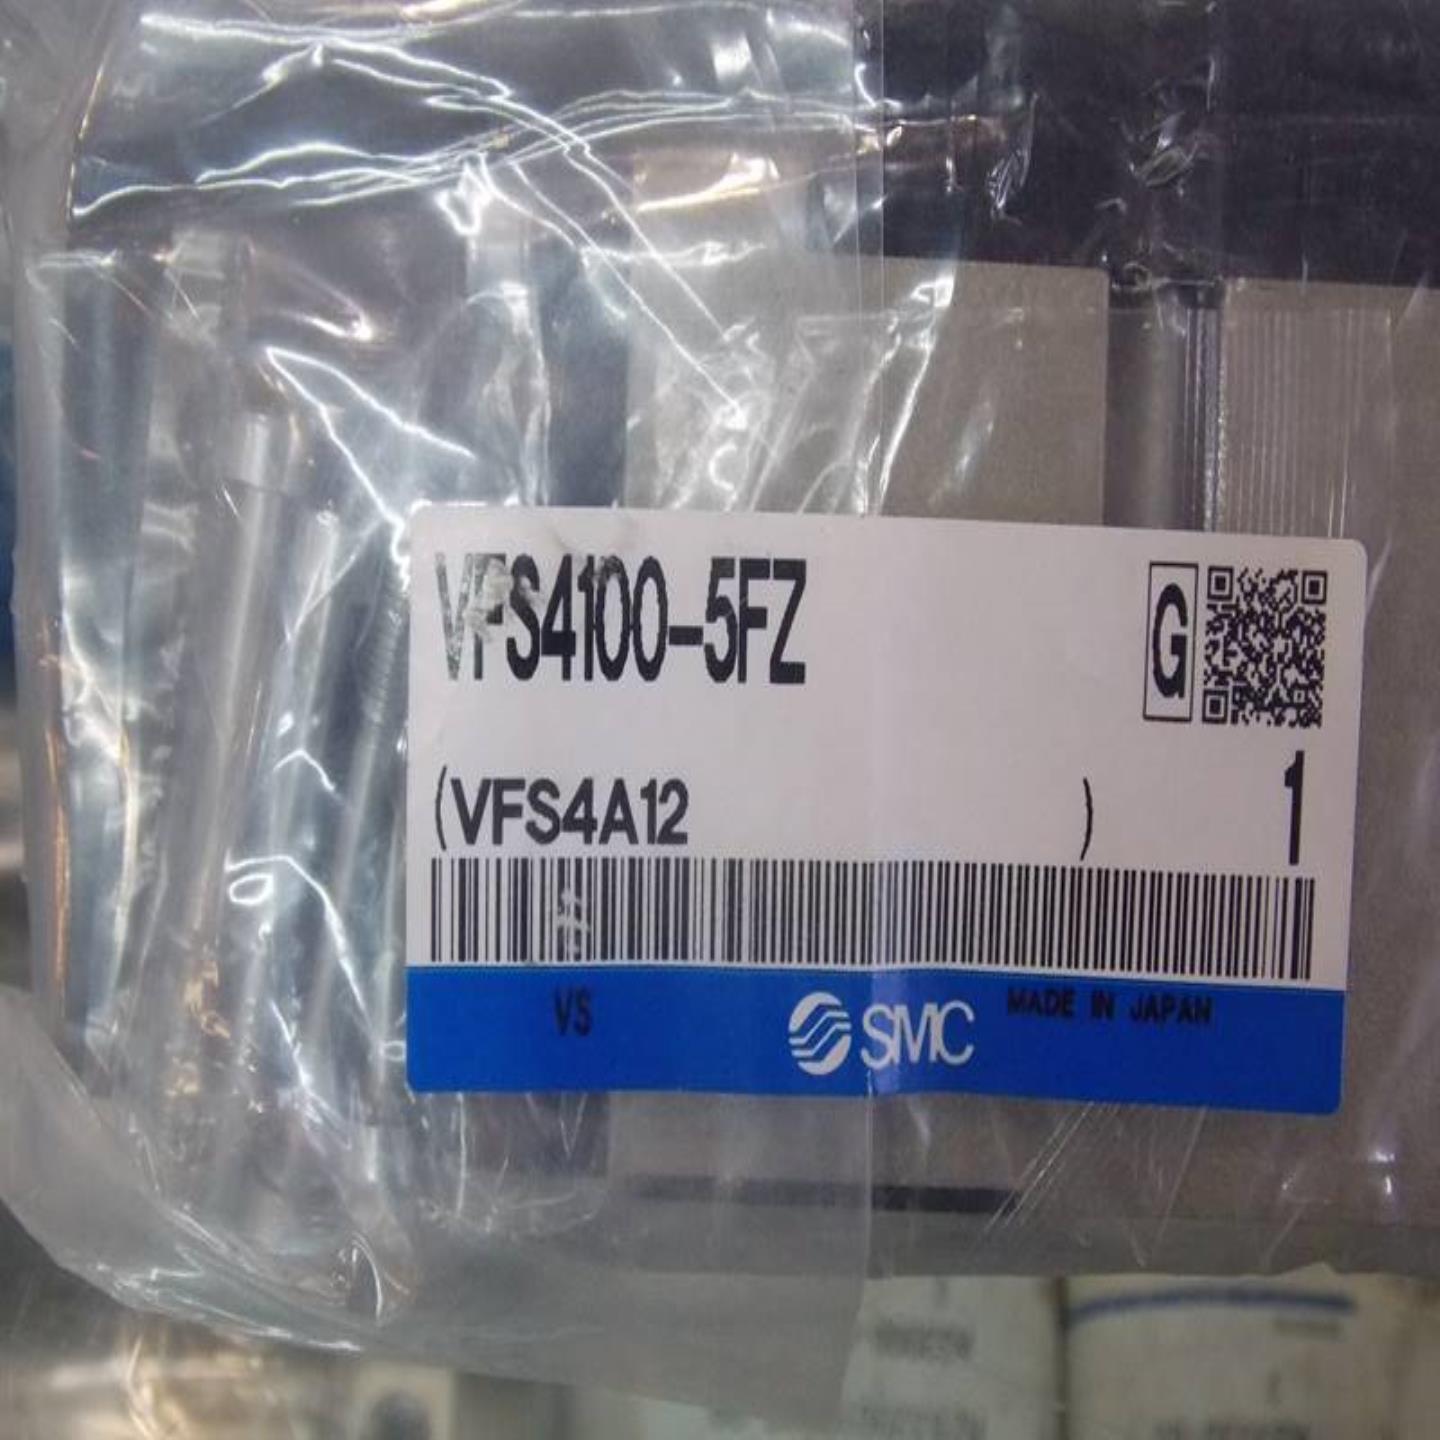 VFS4100-5FZ
G
(VFS4A12 )
1
VS
SMC
MADE IN JAPAN